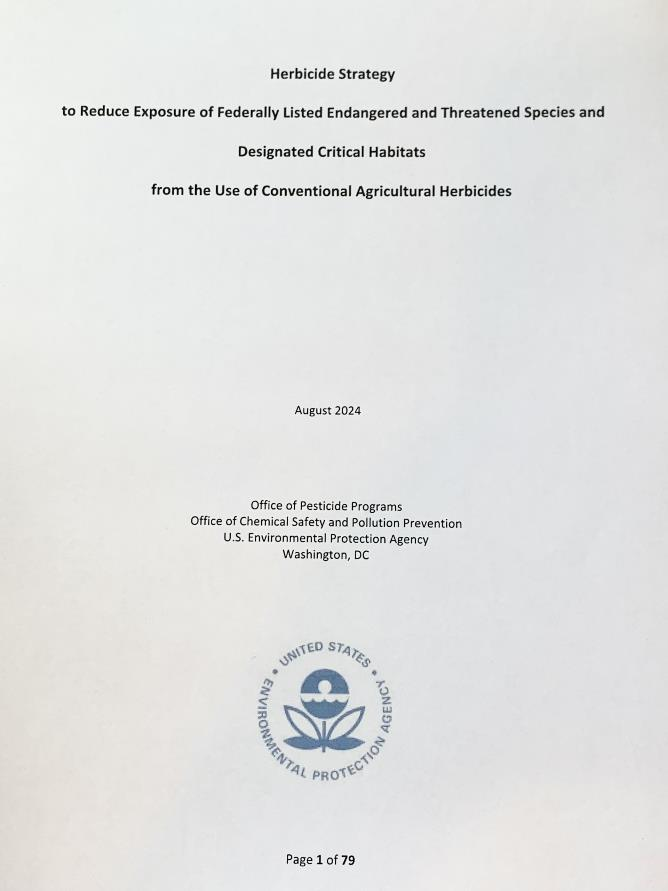 Herbicide Strategy
to Reduce Exposure of Federally Listed Endangered and Threatened Species and
Designated Critical Habitats
from the Use of Conventional Agricultural Herbicides
August 2024
Office of Pesticide Programs
Office of Chemical Safety and Pollution Prevention
U.S. Environmental Protection Agency
Washington, DC
UNITED STATES
ENVIRONMENTAL PROTECTION AGENCY
Page 1 of 79